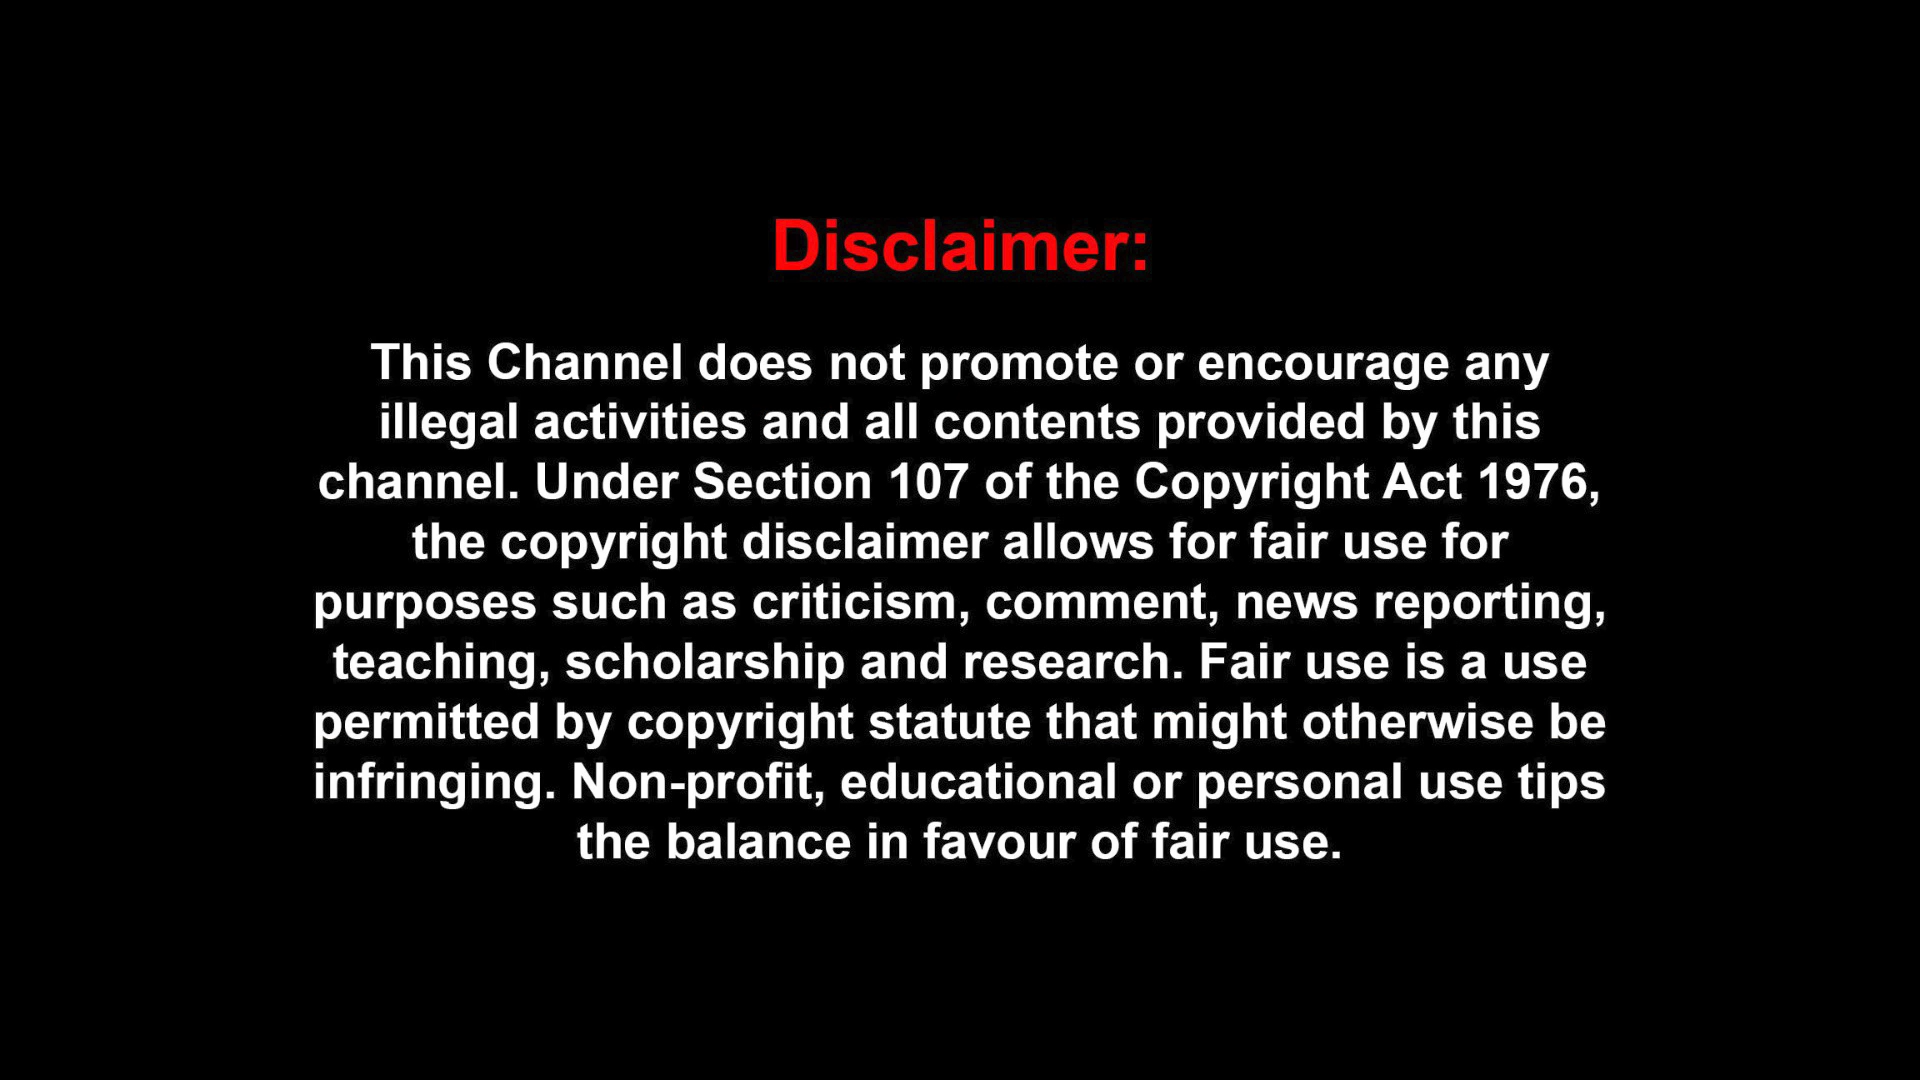 Disclaimer:
This Channel does not promote or encourage any
illegal activities and all contents provided by this
channel. Under Section 107 of the Copyright Act 1976,
the copyright disclaimer allows for fair use for
purposes such as criticism, comment, news reporting,
teaching, scholarship and research. Fair use is a use
permitted by copyright statute that might otherwise be
infringing. Non-profit, educational or personal use tips
the balance in favour of fair use.